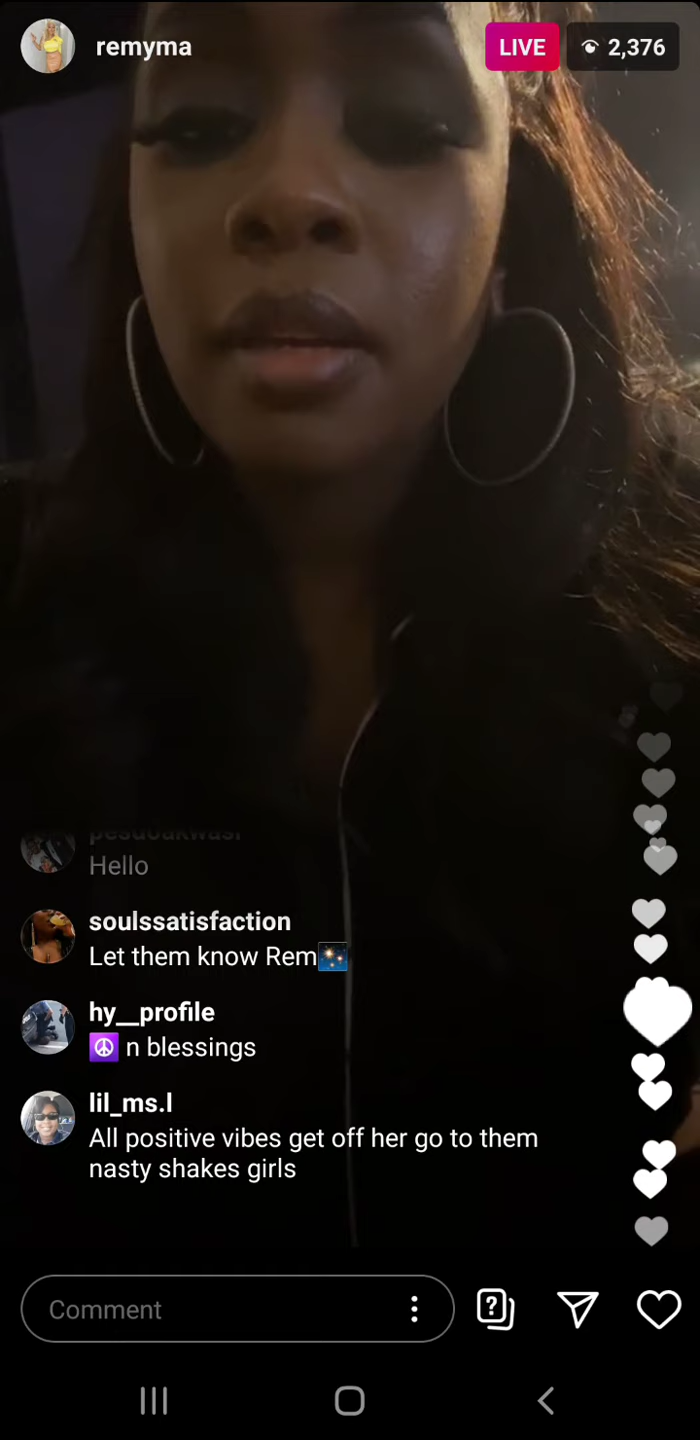 remyma
LIVE 2,376
Hello
soulssatisfaction
Let them know Rem
hy__profile
☮ n blessings
lil_ms.l
All positive vibes get off her go to them
nasty shakes girls
Comment